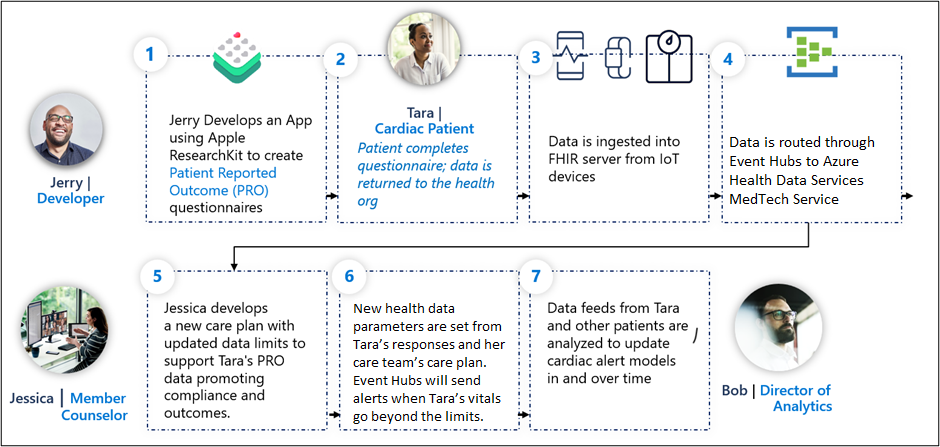 1
Jerry Develops an App
using Apple
ResearchKit to create
Patient Reported
Outcome (PRO)
questionnaires
Jerry |
Developer
2
Tara |
Cardiac Patient
Patient completes
questionnaire; data is
returned to the health
org
3
Data is ingested into
FHIR server from IoT
devices
4
Data is routed through
Event Hubs to Azure
Health Data Services
MedTech Service
Jessica | Member
Counselor
5
Jessica develops
a new care plan with
updated data limits to
support Tara's PRO
data promoting
compliance and
outcomes.
6
New health data
parameters are set from
Tara’s responses and her
care team’s care plan.
Event Hubs will send
alerts when Tara’s vitals
go beyond the limits.
7
Data feeds from Tara
and other patients are
analyzed to update
cardiac alert models
in and over time
Bob | Director of
Analytics